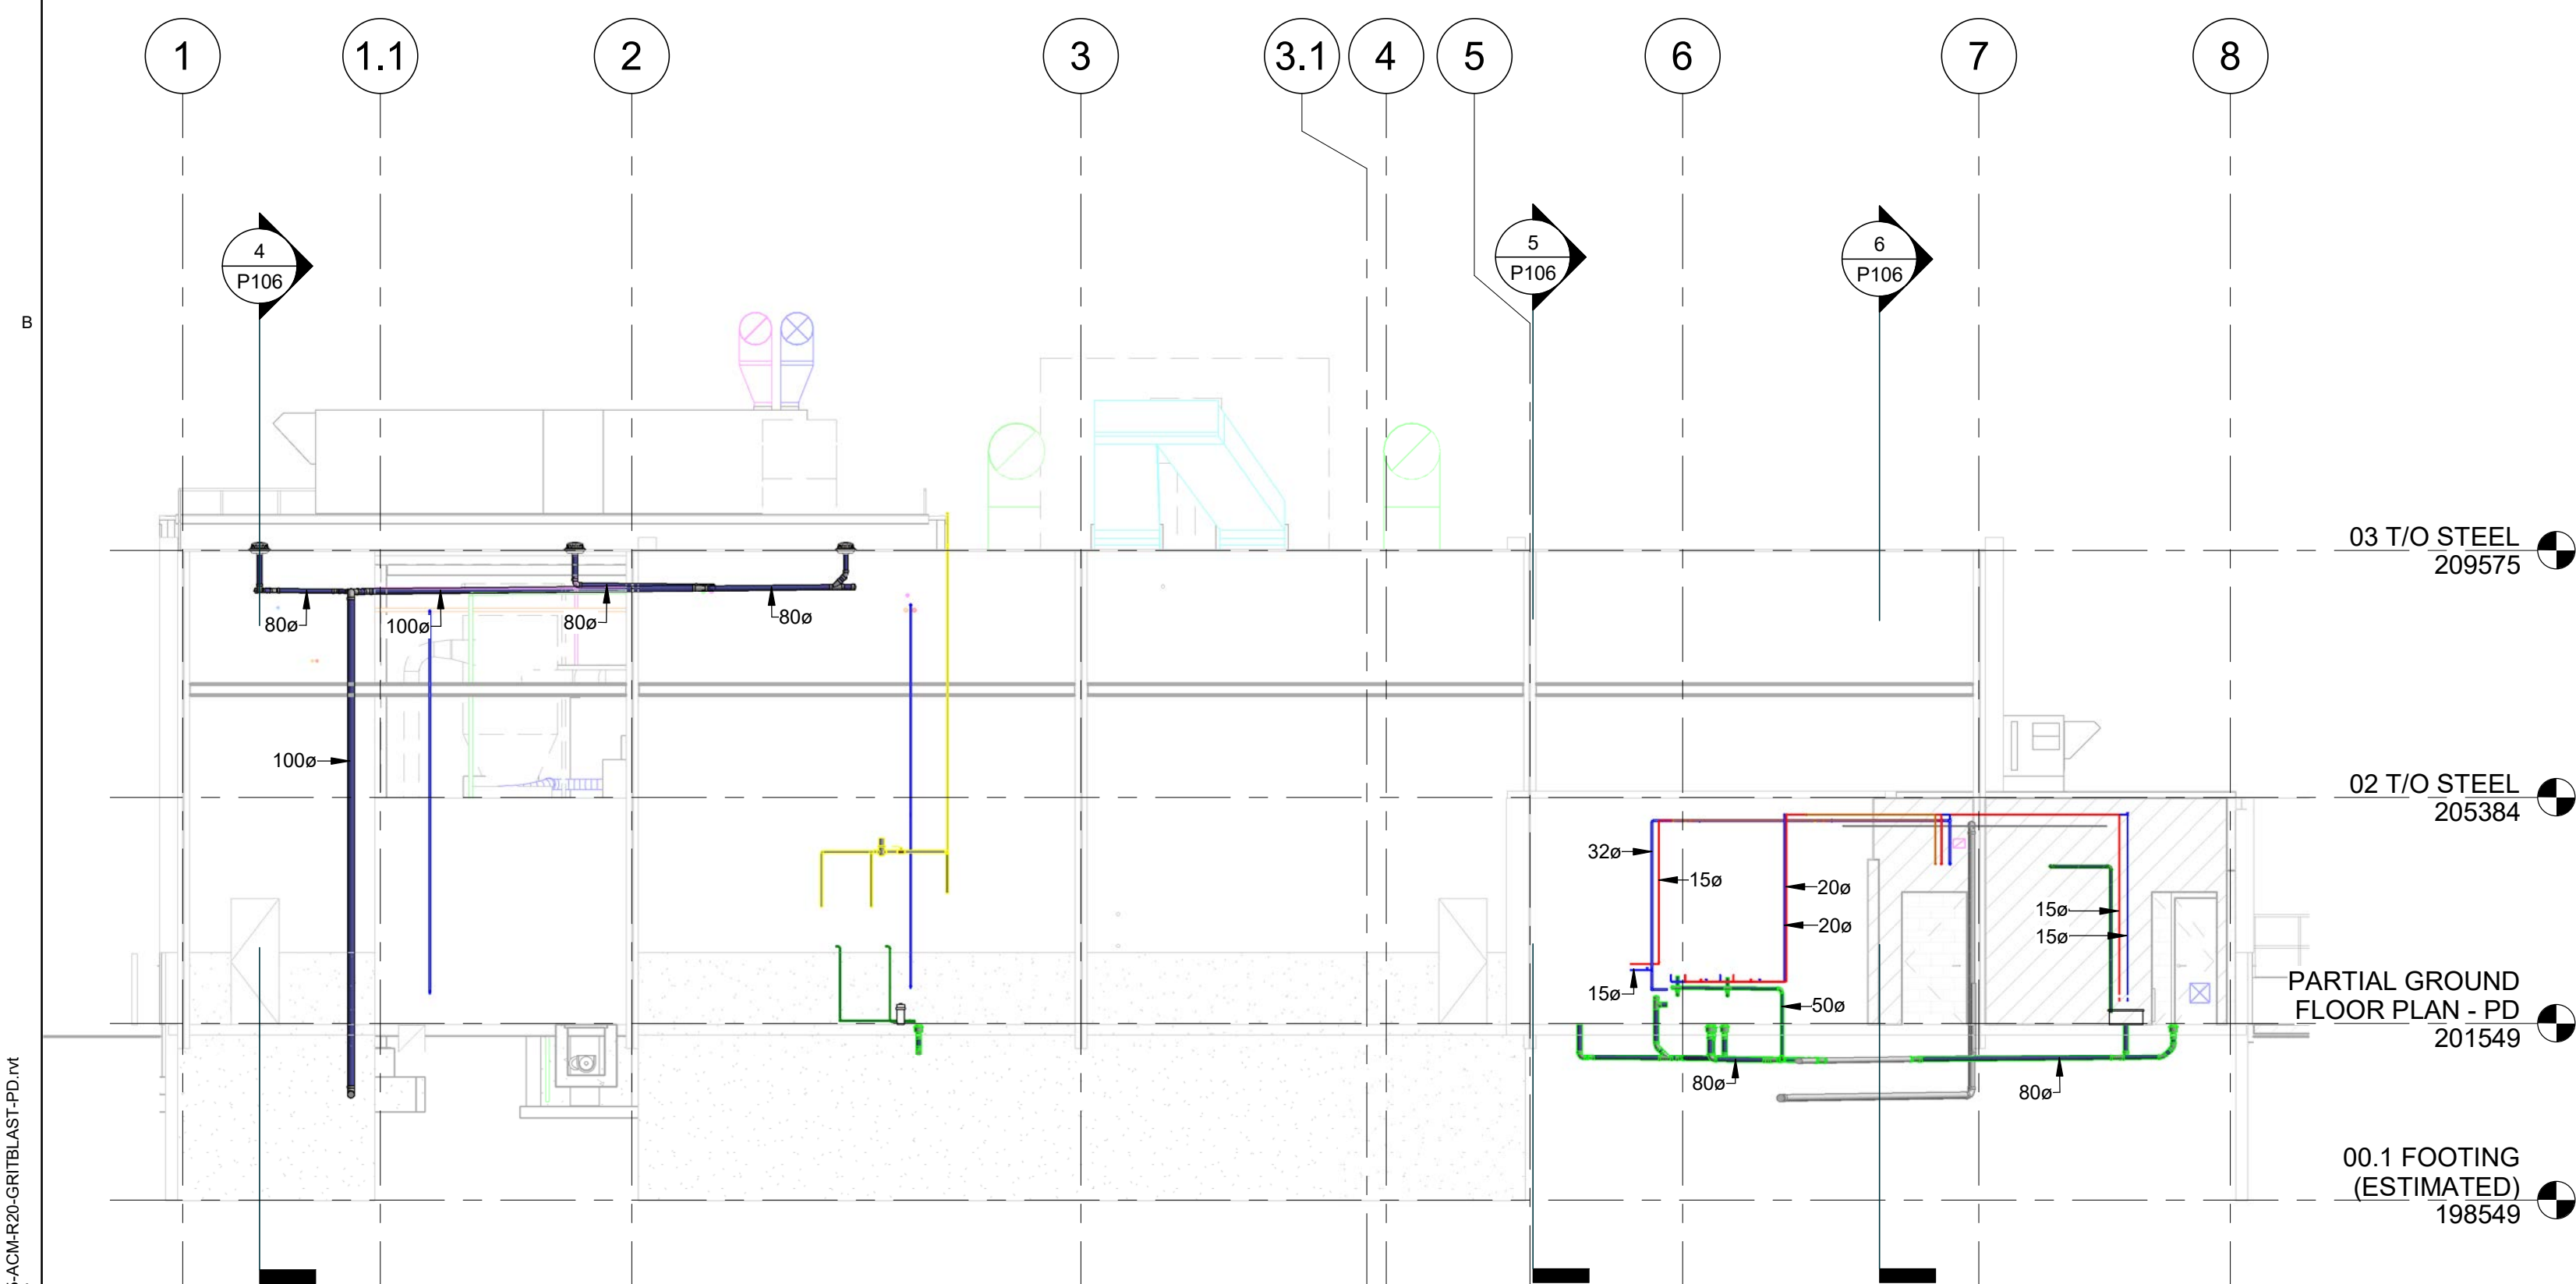 1
1.1
2
3
3.1
4
5
6
7
8
4
P106
5
P106
6
P106
B
03 T/O STEEL
209575
80ø
100ø
80ø
80ø
100ø
02 T/O STEEL
205384
32ø
15ø
20ø
20ø
15ø
15ø
15ø
50ø
PARTIAL GROUND
FLOOR PLAN - PD
201549
80ø
80ø
00.1 FOOTING
(ESTIMATED)
198549
-ACM-R20-GRITBLAST-PD.rvt